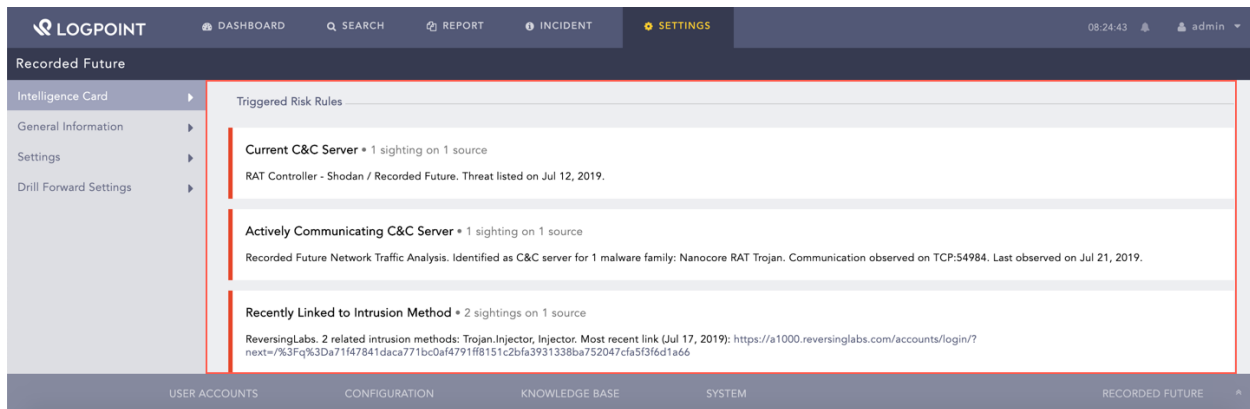 LOGPOINT
DASHBOARD
SEARCH
REPORT
INCIDENT
SETTINGS
08:24:43
admin
Recorded Future
Intelligence Card
General Information
Settings
Drill Forward Settings
Triggered Risk Rules
Current C&C Server • 1 sighting on 1 source
RAT Controller - Shodan / Recorded Future. Threat listed on Jul 12, 2019.
Actively Communicating C&C Server • 1 sighting on 1 source
Recorded Future Network Traffic Analysis. Identified as C&C server for 1 malware family: Nanocore RAT Trojan. Communication observed on TCP:54984. Last observed on Jul 21, 2019.
Recently Linked to Intrusion Method • 2 sightings on 1 source
ReversingLabs. 2 related intrusion methods: Trojan.Injector, Injector. Most recent link (Jul 17, 2019): https://a1000.reversinglabs.com/accounts/login/?
next=/%3Fq%3Da71f47841daca771bc0af4791ff8151c2bfa3931338ba752047cfa5f3f6d1a66
USER ACCOUNTS
CONFIGURATION
KNOWLEDGE BASE
SYSTEM
RECORDED FUTURE